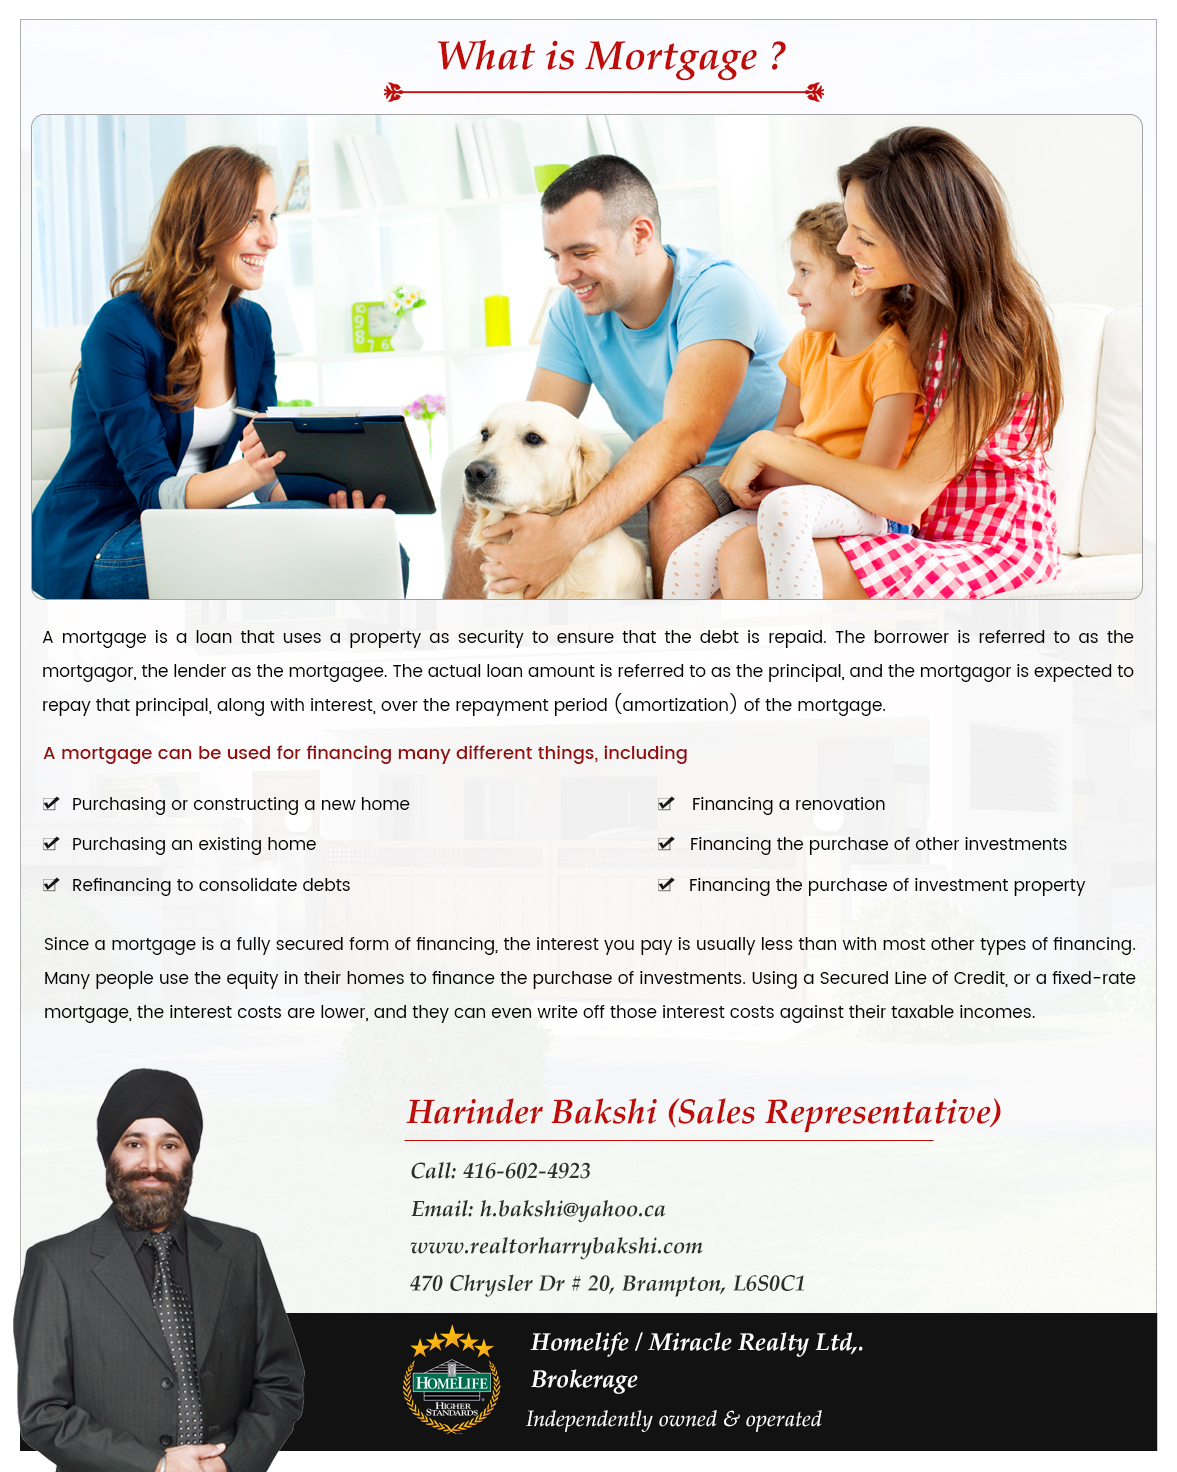 What is Mortgage ?
A mortgage is a loan that uses a property as security to ensure that the debt is repaid. The borrower is referred to as the
mortgagor, the lender as the mortgagee. The actual loan amount is referred to as the principal, and the mortgagor is expected to
repay that principal, along with interest, over the repayment period (amortization) of the mortgage.
A mortgage can be used for financing many different things, including
Purchasing or constructing a new home
Purchasing an existing home
Refinancing to consolidate debts
Financing a renovation
Financing the purchase of other investments
Financing the purchase of investment property
Since a mortgage is a fully secured form of financing, the interest you pay is usually less than with most other types of financing.
Many people use the equity in their homes to finance the purchase of investments. Using a Secured Line of Credit, or a fixed-rate
mortgage, the interest costs are lower, and they can even write off those interest costs against their taxable incomes.
Harinder Bakshi (Sales Representative)
Call: 416-602-4923
Email: h.bakshi@yahoo.ca
www.realtorharrybakshi.com
470 Chrysler Dr # 20, Brampton, L6S0C1
HOMELIFE
HIGHER
STANDARDS
Homelife / Miracle Realty Ltd,.
Brokerage
Independently owned & operated